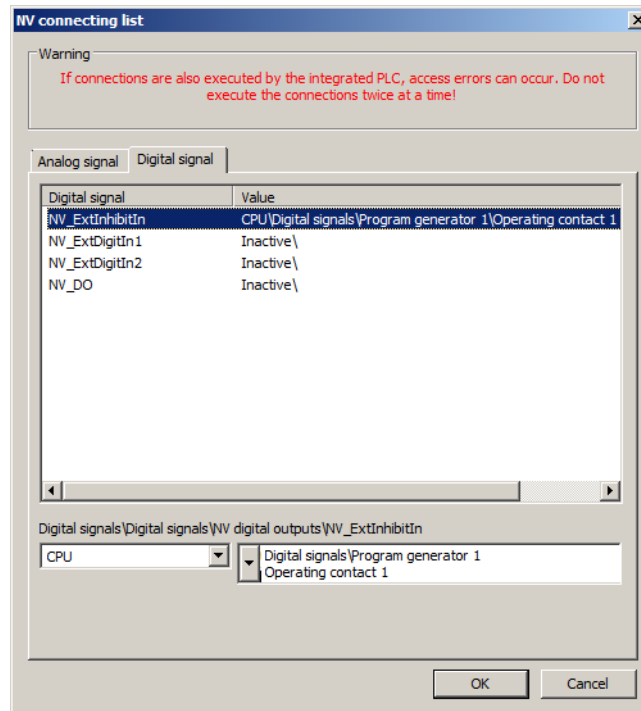 NV connecting list
Warning
If connections are also executed by the integrated PLC, access errors can occur. Do not
execute the connections twice at a time!
Analog signal Digital signal
Digital signal Value
NV_ExtInhibitIn CPU\Digital signals\Program generator 1\Operating contact 1
NV_ExtDigitIn1 Inactive\
NV_ExtDigitIn2 Inactive\
NV_DO Inactive\
Digital signals\Digital signals\NV digital outputs\NV_ExtInhibitIn
CPU Digital signals\Program generator 1
Operating contact 1
OK Cancel